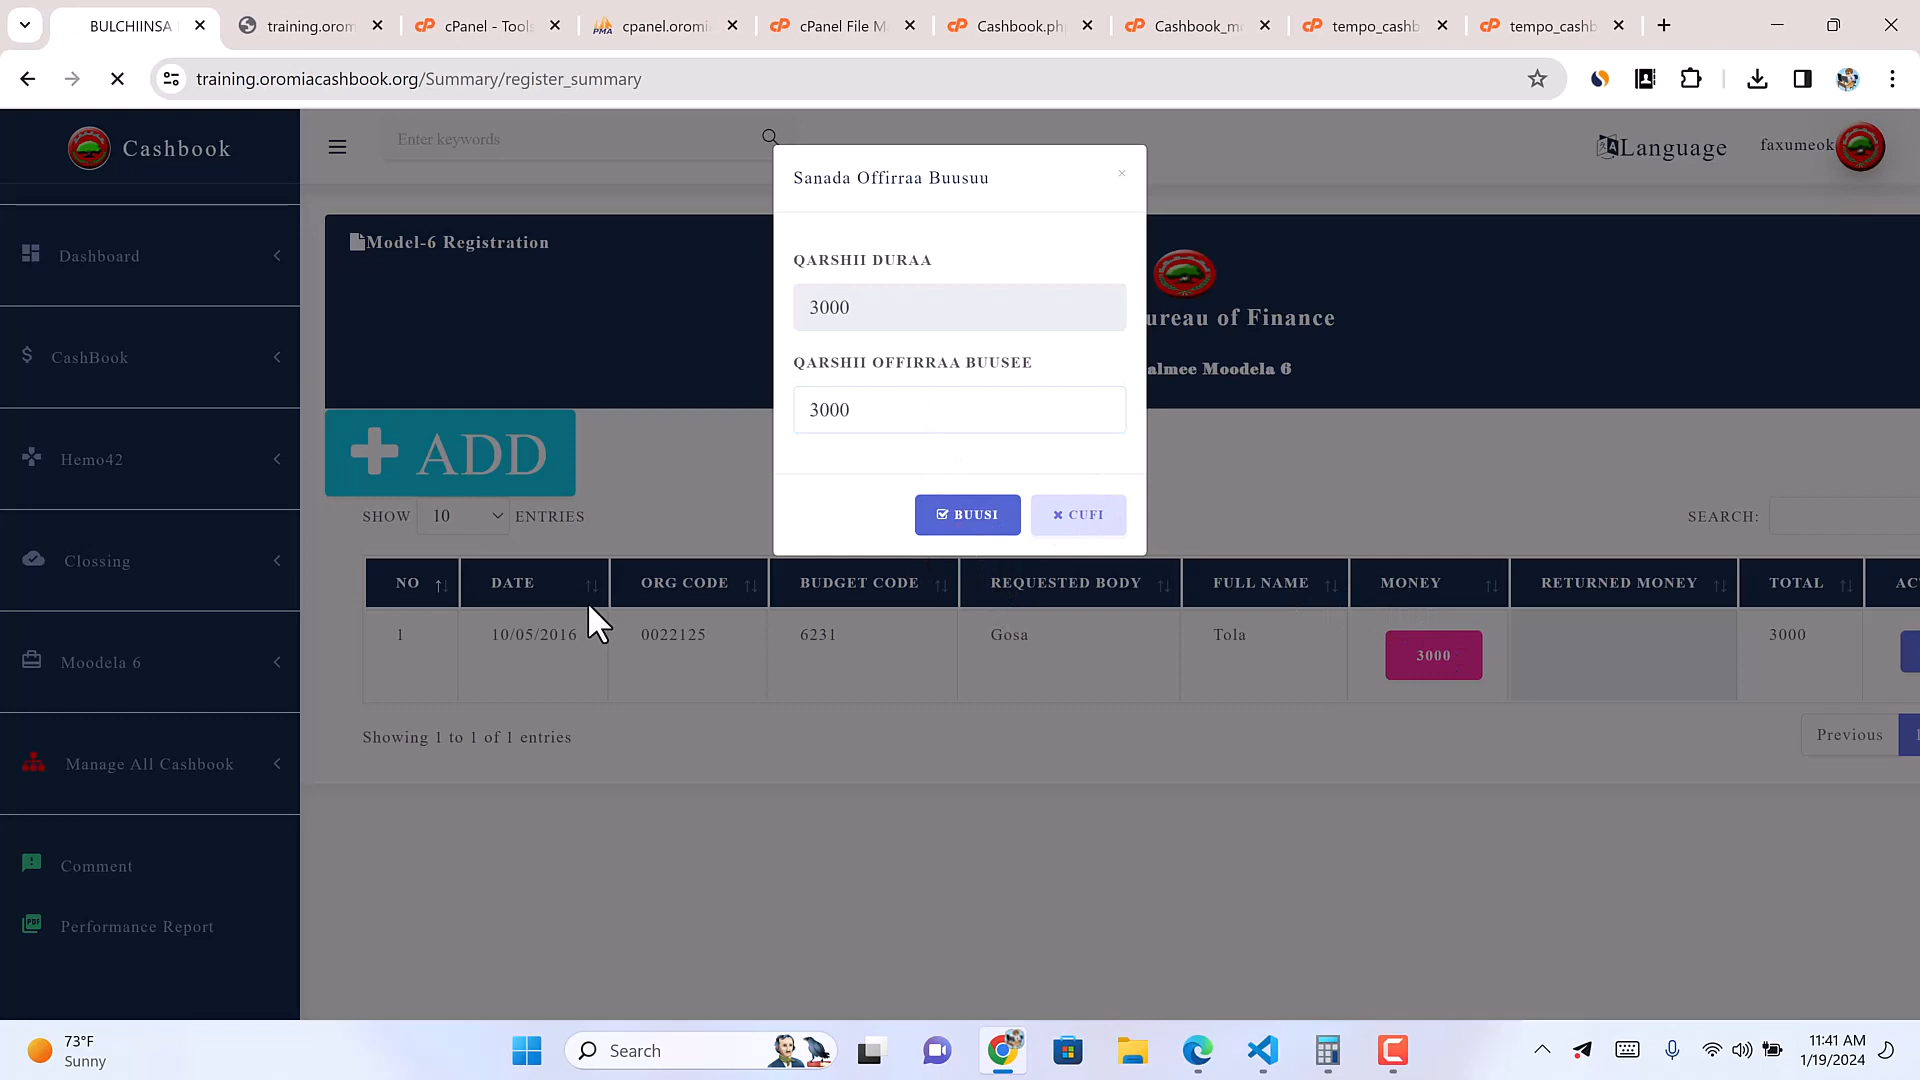 BULCHIINSA
training.orom
cPanel - Tools
cpanel.oromi
cPanel File M
Cashbook.ph
Cashbook_m
tempo_cashb
tempo_cashb
training.oromiacashbook.org/Summary/register_summary
Cashbook
Enter keywords
Language
faxumeok
Dashboard
CashBook
Hemo42
Clossing
Moodela 6
Manage All Cashbook
Comment
Performance Report
Model-6 Registration
ureau of Finance
almee Moodela 6
Sanada Offirraa Buusuu
×
QARSHII DURAA
3000
QARSHII OFFIRRAA BUUSEE
3000
BUUSI
CUFI
ADD
SHOW 10 ENTRIES
SEARCH:
NO DATE ORG CODE BUDGET CODE REQUESTED BODY FULL NAME MONEY RETURNED MONEY TOTAL AC
1 10/05/2016 0022125 6231 Gosa Tola 3000 3000
Showing 1 to 1 of 1 entries
Previous
73°F
Sunny
Search
11:41 AM
1/19/2024